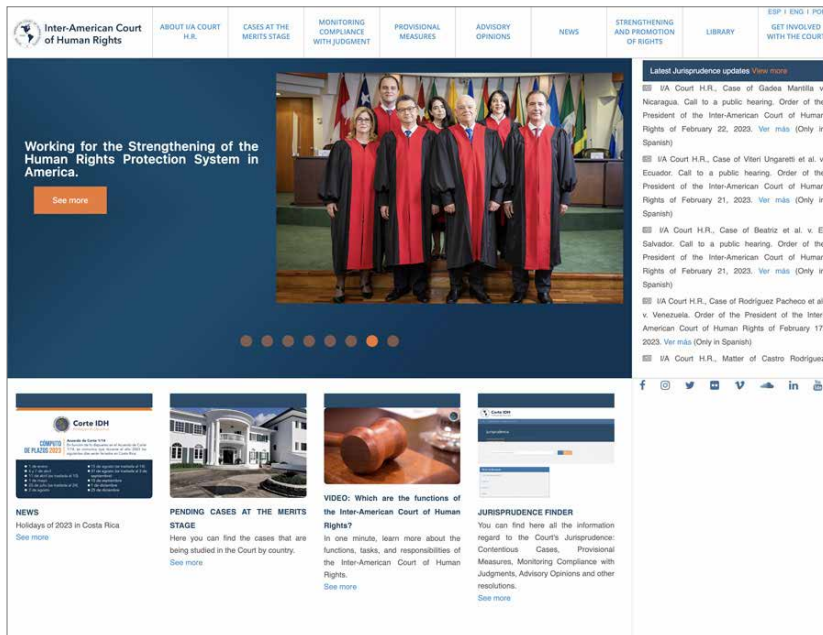 ESP | ENG | POR
Inter-American Court
of Human Rights
ABOUT I/A COURT
H.R.
CASES AT THE
MERITS STAGE
MONITORING
COMPLIANCE
WITH JUDGMENT
PROVISIONAL
MEASURES
ADVISORY
OPINIONS
NEWS
STRENGTHENING
AND PROMOTION
OF RIGHTS
LIBRARY
GET INVOLVED
WITH THE COURT
Working for the Strengthening of the
Human Rights Protection System in
America.
See more
Latest Jurisprudence updates View more
I/A Court H.R., Case of Gadea Mantilla v
Nicaragua. Call to a public hearing. Order of the
President of the Inter-American Court of Human
Rights of February 22, 2023. Ver más (Only in
Spanish)
I/A Court H.R., Case of Viteri Ungaretti et al. v
Ecuador. Call to a public hearing. Order of the
President of the Inter-American Court of Human
Rights of February 21, 2023. Ver más (Only in
Spanish)
I/A Court H.R., Case of Beatriz et al. v. E
Salvador. Call to a public hearing. Order of the
President of the Inter-American Court of Human
Rights of February 21, 2023. Ver más (Only in
Spanish)
I/A Court H.R., Case of Rodríguez Pacheco et al
v. Venezuela. Order of the President of the Inter-
American Court of Human Rights of February 17
2023. Ver más (Only in Spanish)
I/A Court H.R., Matter of Castro Rodríguez
Corte IDH
CÓMPUTO
DE PLAZOS 2023
Acuerdo de Corte 1/14
NEWS
Holidays of 2023 in Costa Rica
See more
PENDING CASES AT THE MERITS
STAGE
Here you can find the cases that are
being studied in the Court by country.
See more
VIDEO: Which are the functions of
the Inter-American Court of Human
Rights?
In one minute, learn more about the
functions, tasks, and responsibilities of
the Inter-American Court of Human
Rights.
See more
Corte IDH
Jurisprudencia
JURISPRUDENCE FINDER
You can find here all the information
regard to the Court's Jurisprudence:
Contentious Cases, Provisional
Measures, Monitoring Compliance with
Judgments, Advisory Opinions and other
resolutions.
See more